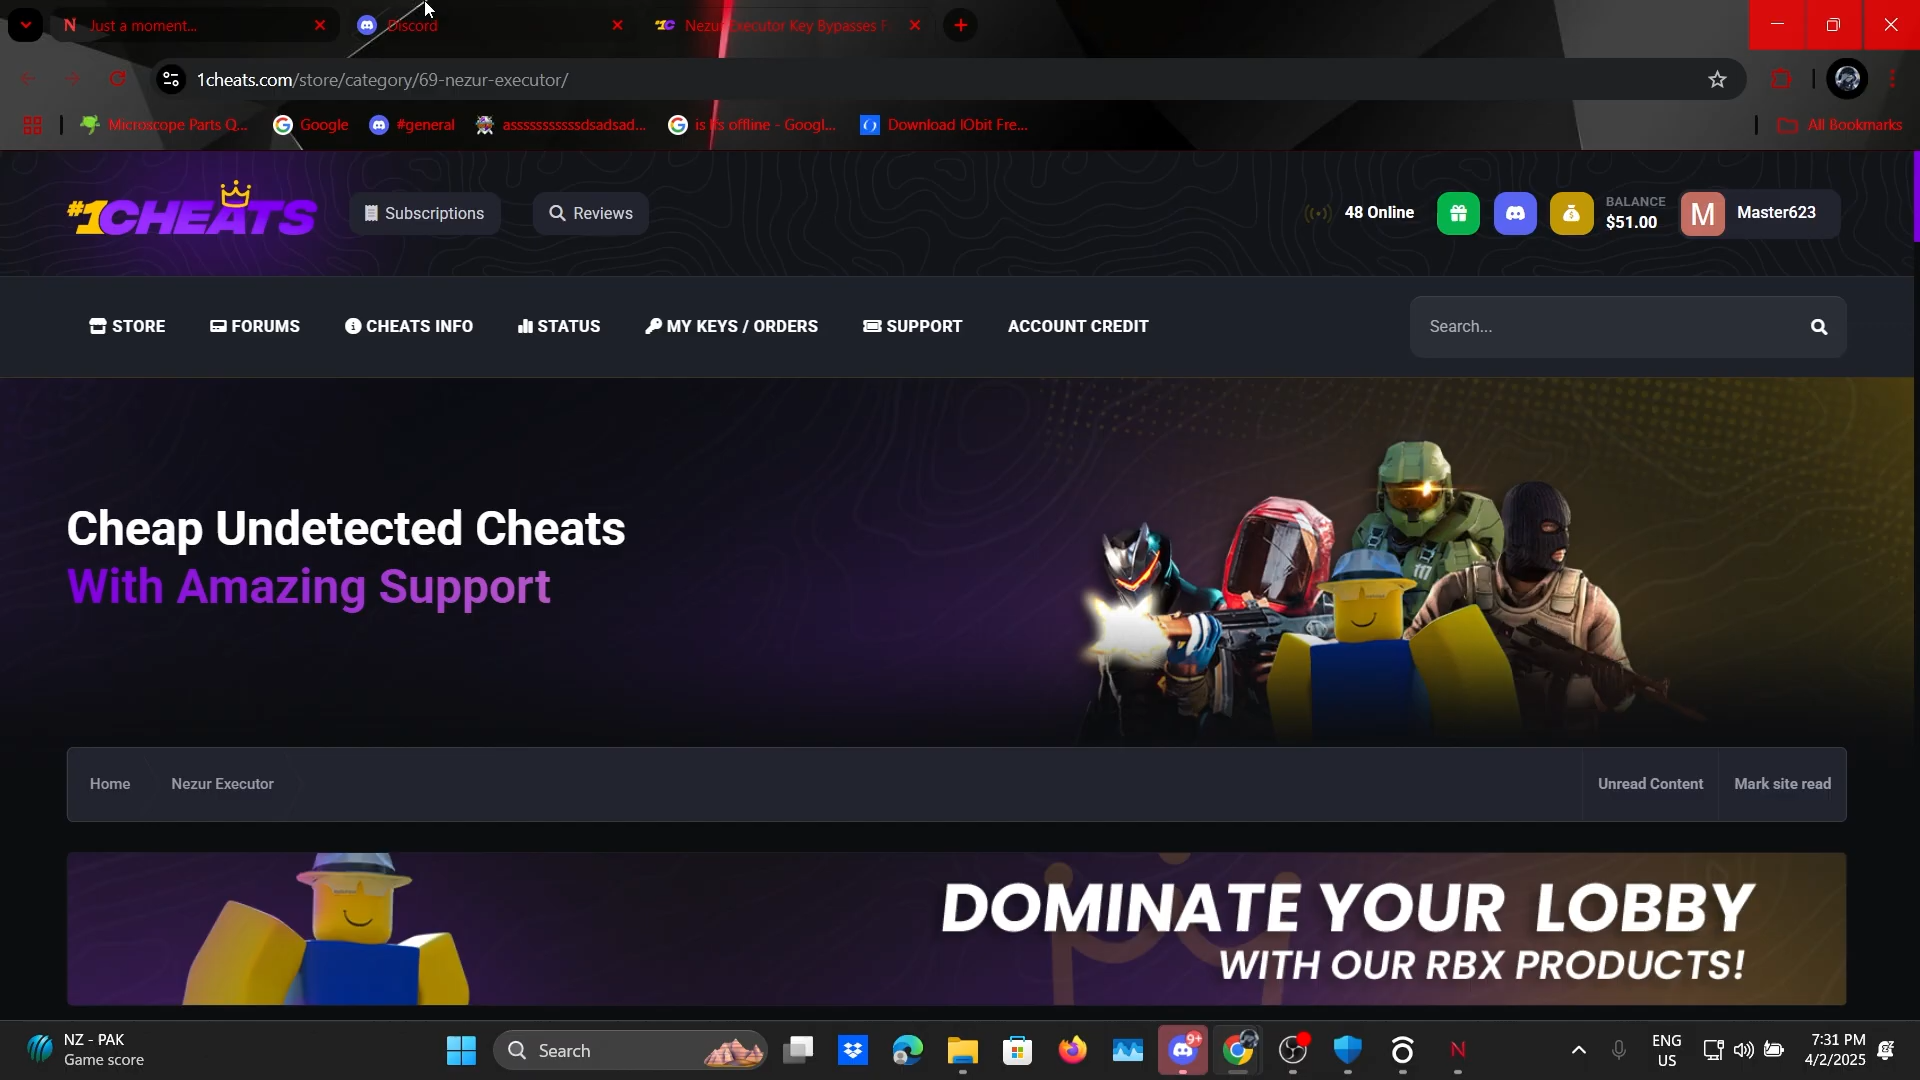 Just a moment...
Discord
Nezur Executor Key Bypasses F
1cheats.com/store/category/69-nezur-executor/
Microscope Parts Q...
Google
#general
assssssssssdsadsad...
is lfs offline - Googl...
Download IObit Fre...
All Bookmarks
#1CHEATS
Subscriptions
Reviews
48 Online
BALANCE
$51.00
M
Master623
STORE
FORUMS
CHEATS INFO
STATUS
MY KEYS / ORDERS
SUPPORT
ACCOUNT CREDIT
Search...
Cheap Undetected Cheats
With Amazing Support
117
Home
Nezur Executor
Unread Content
Mark site read
DOMINATE YOUR LOBBY
WITH OUR RBX PRODUCTS!
NZ - PAK
Game score
Search
9+
ENG
US
7:31 PM
4/2/2025